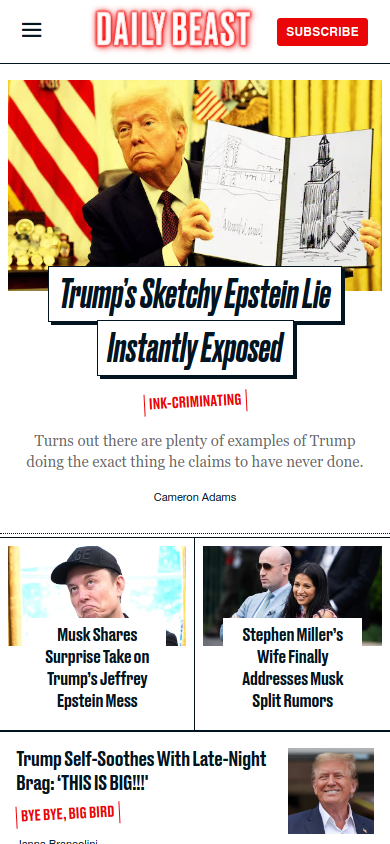 DAILY BEAST
SUBSCRIBE
Trump's Sketchy Epstein Lie
Instantly Exposed
INK-CRIMINATING
Turns out there are plenty of examples of Trump
doing the exact thing he claims to have never done.
Cameron Adams
Musk Shares
Surprise Take on
Trump's Jeffrey
Epstein Mess
Stephen Miller's
Wife Finally
Addresses Musk
Split Rumors
Trump Self-Soothes With Late-Night
Brag: 'THIS IS BIG!!!'
BYE BYE, BIG BIRD